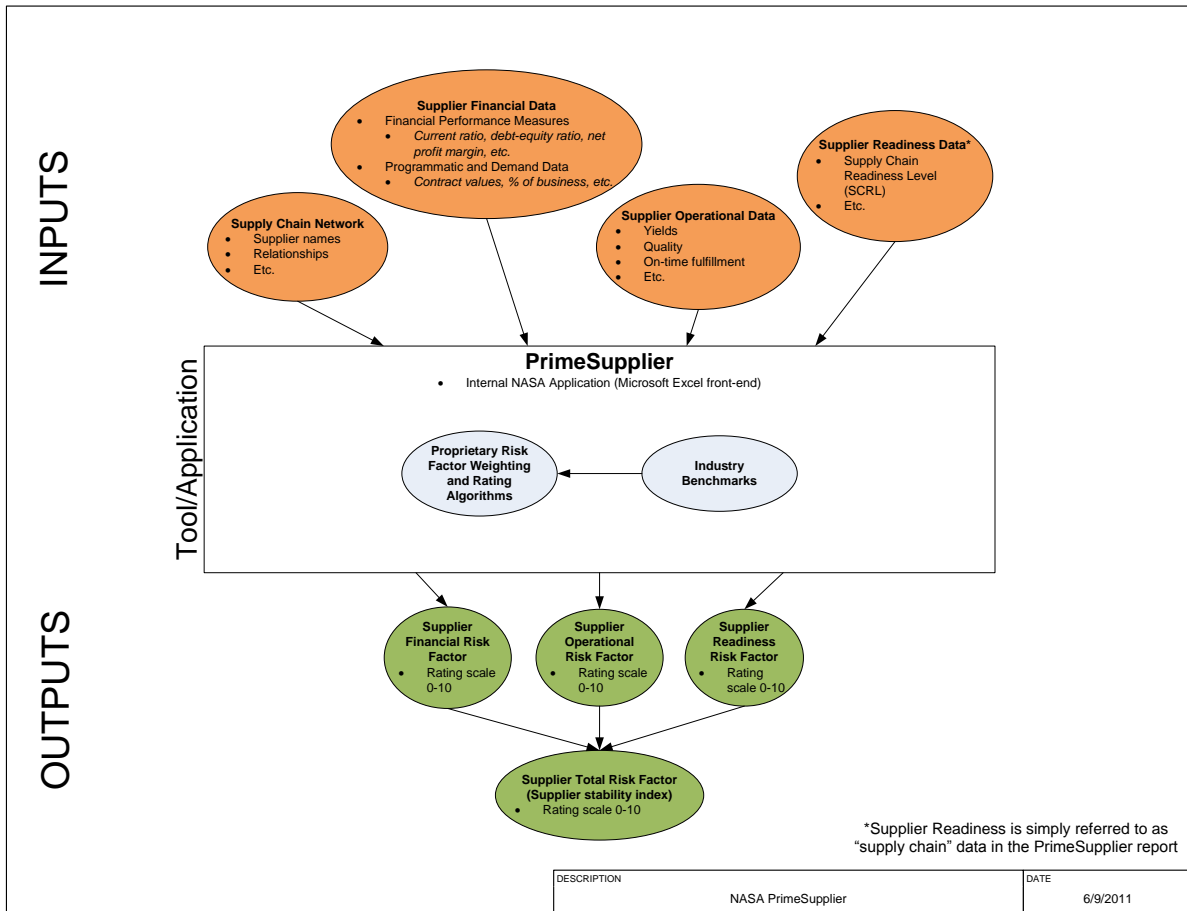 INPUTS
Supplier Financial Data
• Financial Performance Measures
• Current ratio, debt-equity ratio, net
profit margin, etc.
• Programmatic and Demand Data
• Contract values, % of business, etc.
Supplier Readiness Data*
• Supply Chain
Readiness Level
(SCRL)
• Etc.
Supply Chain Network
• Supplier names
• Relationships
• Etc.
Supplier Operational Data
• Yields
• Quality
• On-time fulfillment
• Etc.
Tool/Application
PrimeSupplier
• Internal NASA Application (Microsoft Excel front-end)
Proprietary Risk
Factor Weighting
and Rating
Algorithms
Industry
Benchmarks
OUTPUTS
Supplier
Financial Risk
Factor
• Rating scale
0-10
Supplier
Operational
Risk Factor
• Rating scale
0-10
Supplier
Readiness
Risk Factor
• Rating
scale 0-10
Supplier Total Risk Factor
(Supplier stability index)
• Rating scale 0-10
*Supplier Readiness is simply referred to as
“supply chain” data in the PrimeSupplier report
DESCRIPTION
NASA PrimeSupplier
DATE
6/9/2011